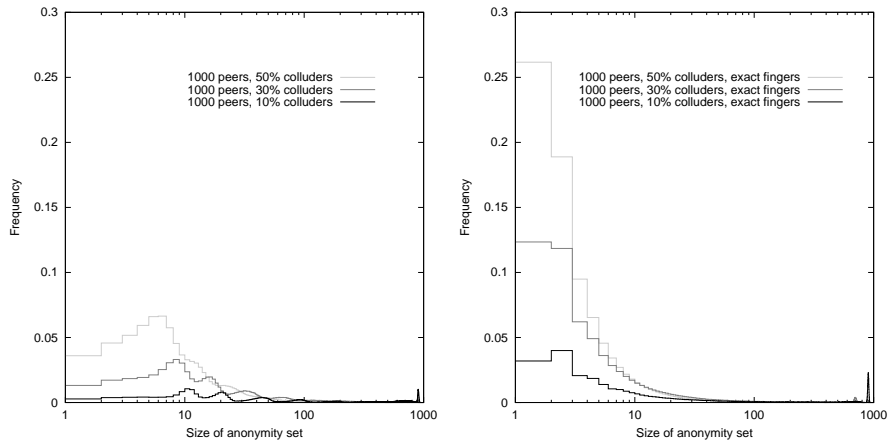 0.3
0.25
0.2
0.15
0.1
0.05
0
1
10
100
1000
Frequency
Size of anonymity set
1000 peers, 50% colluders
1000 peers, 30% colluders
1000 peers, 10% colluders
0.3
0.25
0.2
0.15
0.1
0.05
0
1
10
100
1000
Frequency
Size of anonymity set
1000 peers, 50% colluders, exact fingers
1000 peers, 30% colluders, exact fingers
1000 peers, 10% colluders, exact fingers